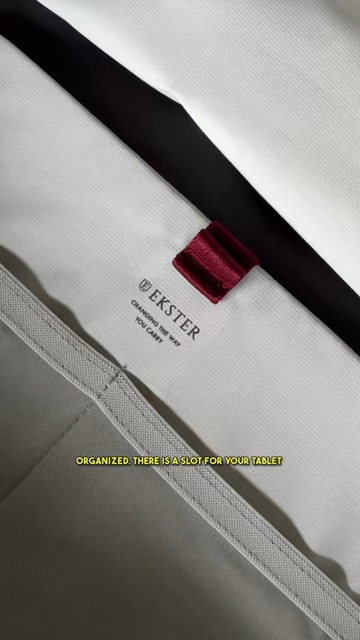 EKSTER
CHANGING THE WAY
YOU CARRY
ORGANIZED. THERE IS A SLOT FOR YOUR TABLET